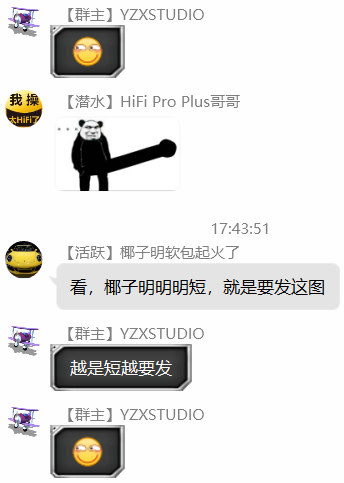 【群主】YZXSTUDIO
【潜水】HiFi Pro Plus哥哥
我操
太HiFi了
17:43:51
【活跃】椰子明软包起火了
看，椰子明明明短，就是要发这图
【群主】YZXSTUDIO
越是短越要发
【群主】YZXSTUDIO